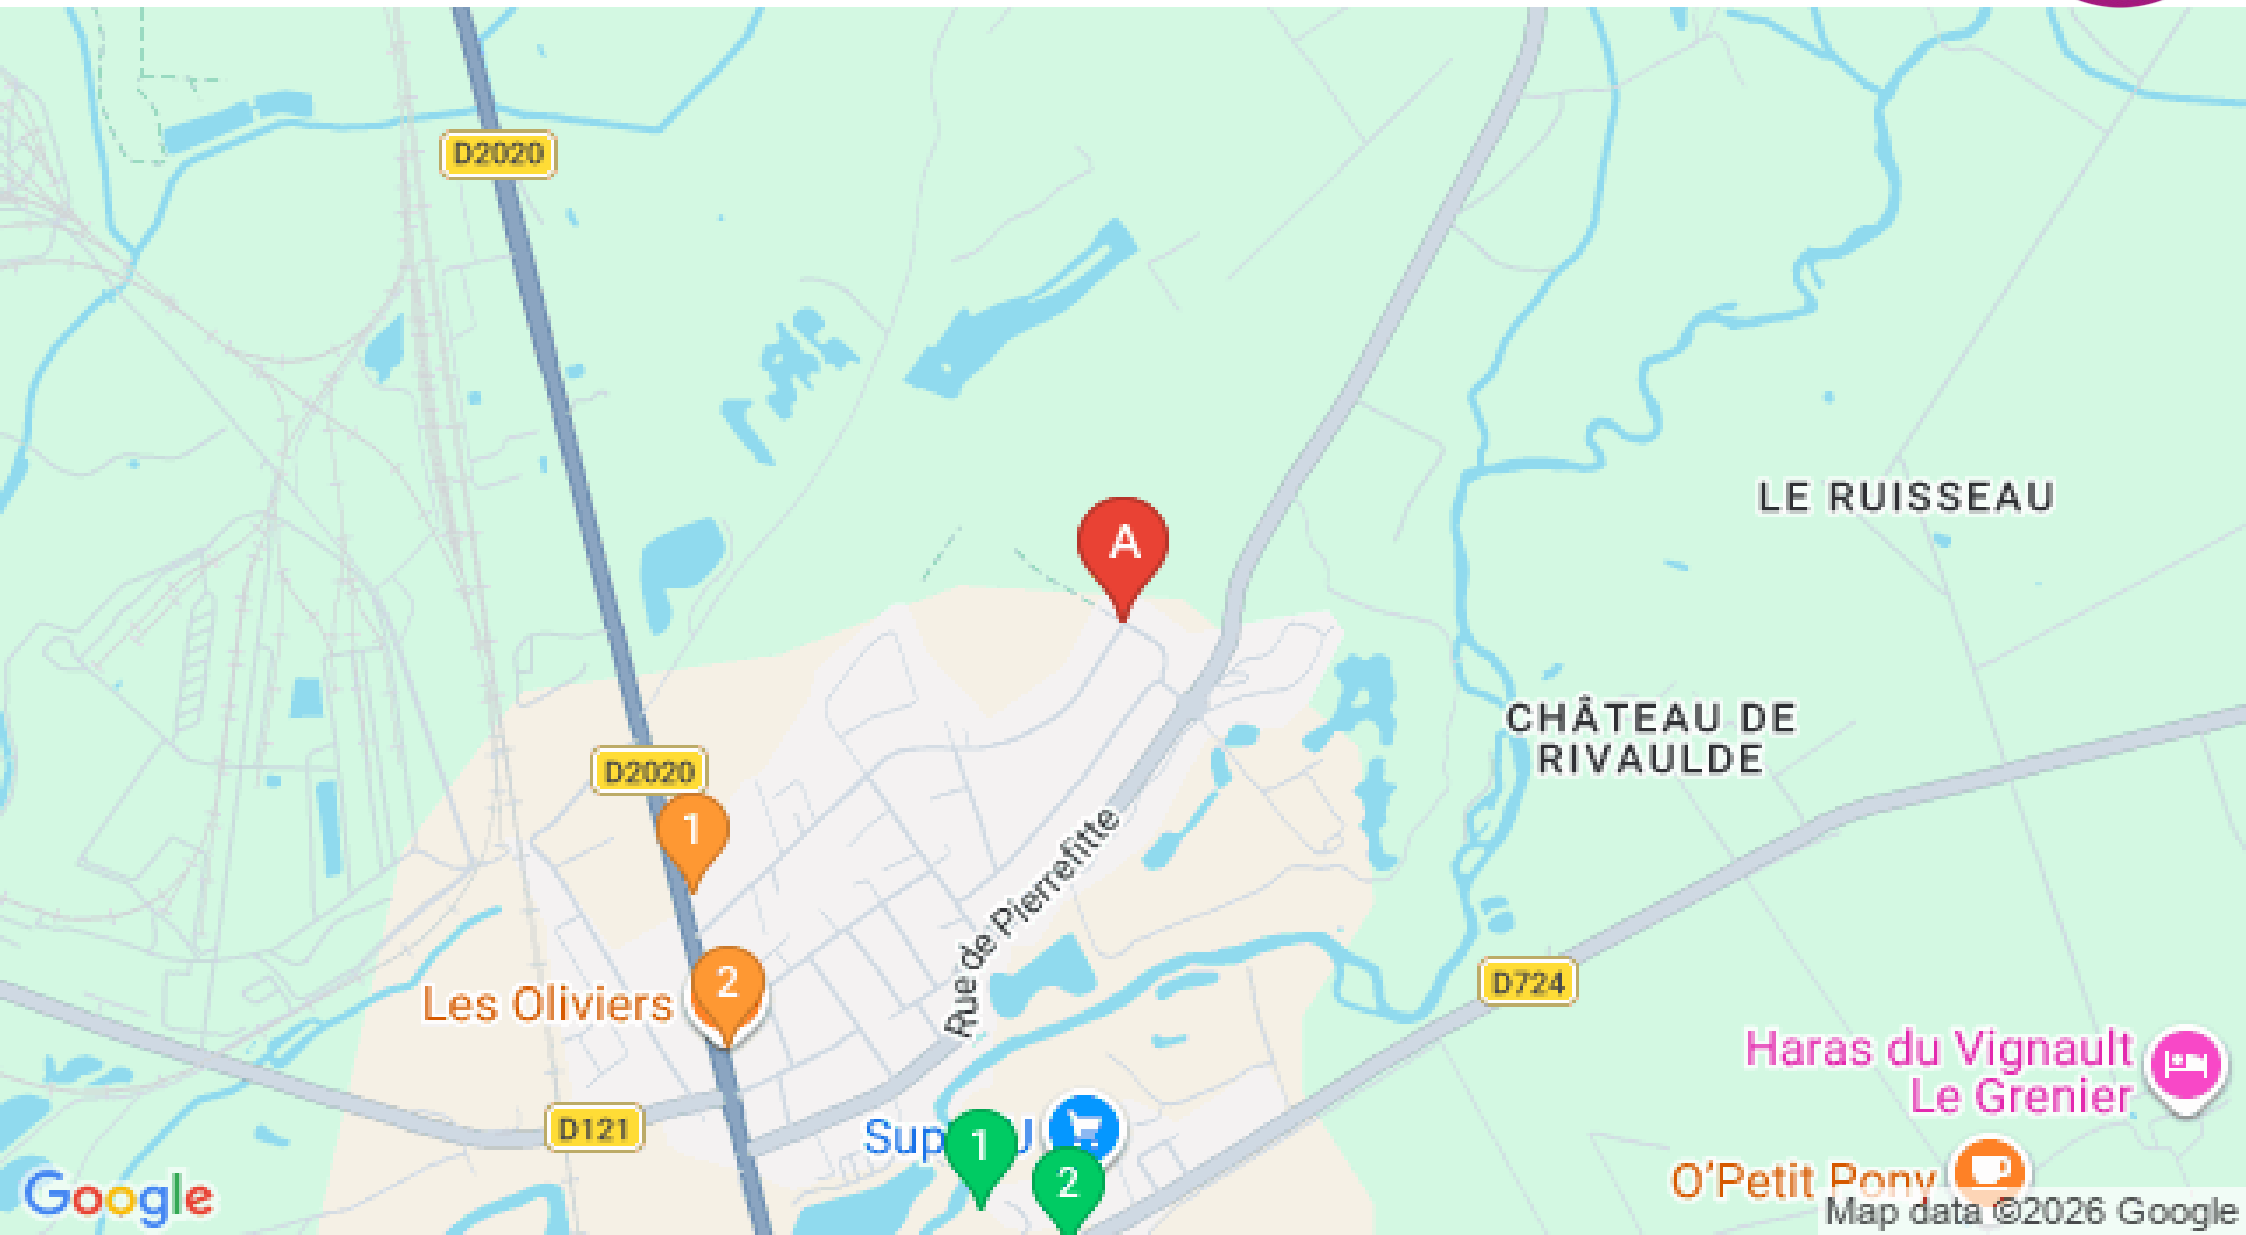 D2020
A
LE RUISSEAU
CHÂTEAU DE
RIVAULDE
D2020
1
Rue de Pierrefitte
2
Les Oliviers
D724
Haras du Vignault
Le Grenier
D121
Sup
U
1
2
O'Petit Pony
Google
Map data ©2026 Google